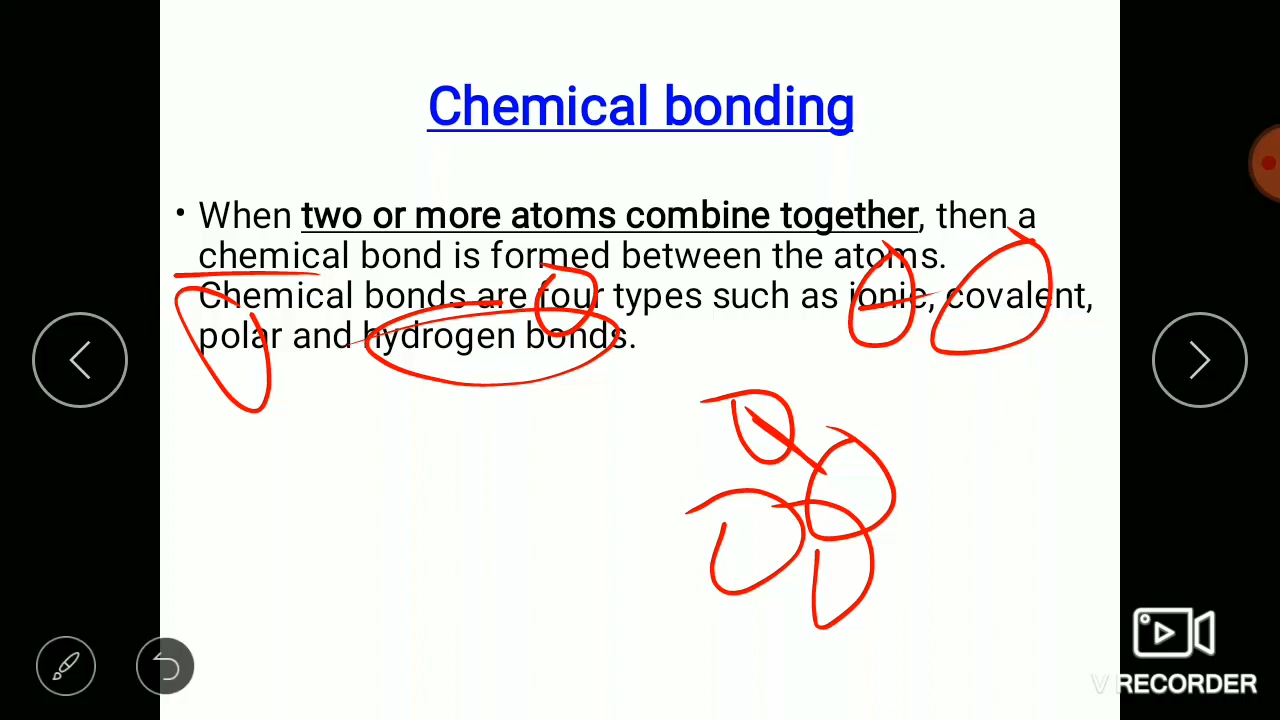 Chemical bonding
• When two or more atoms combine together, then a
chemical bond is formed between the atoms.
Chemical bonds are four types such as ionic, covalent,
polar and hydrogen bonds.
V RECORDER